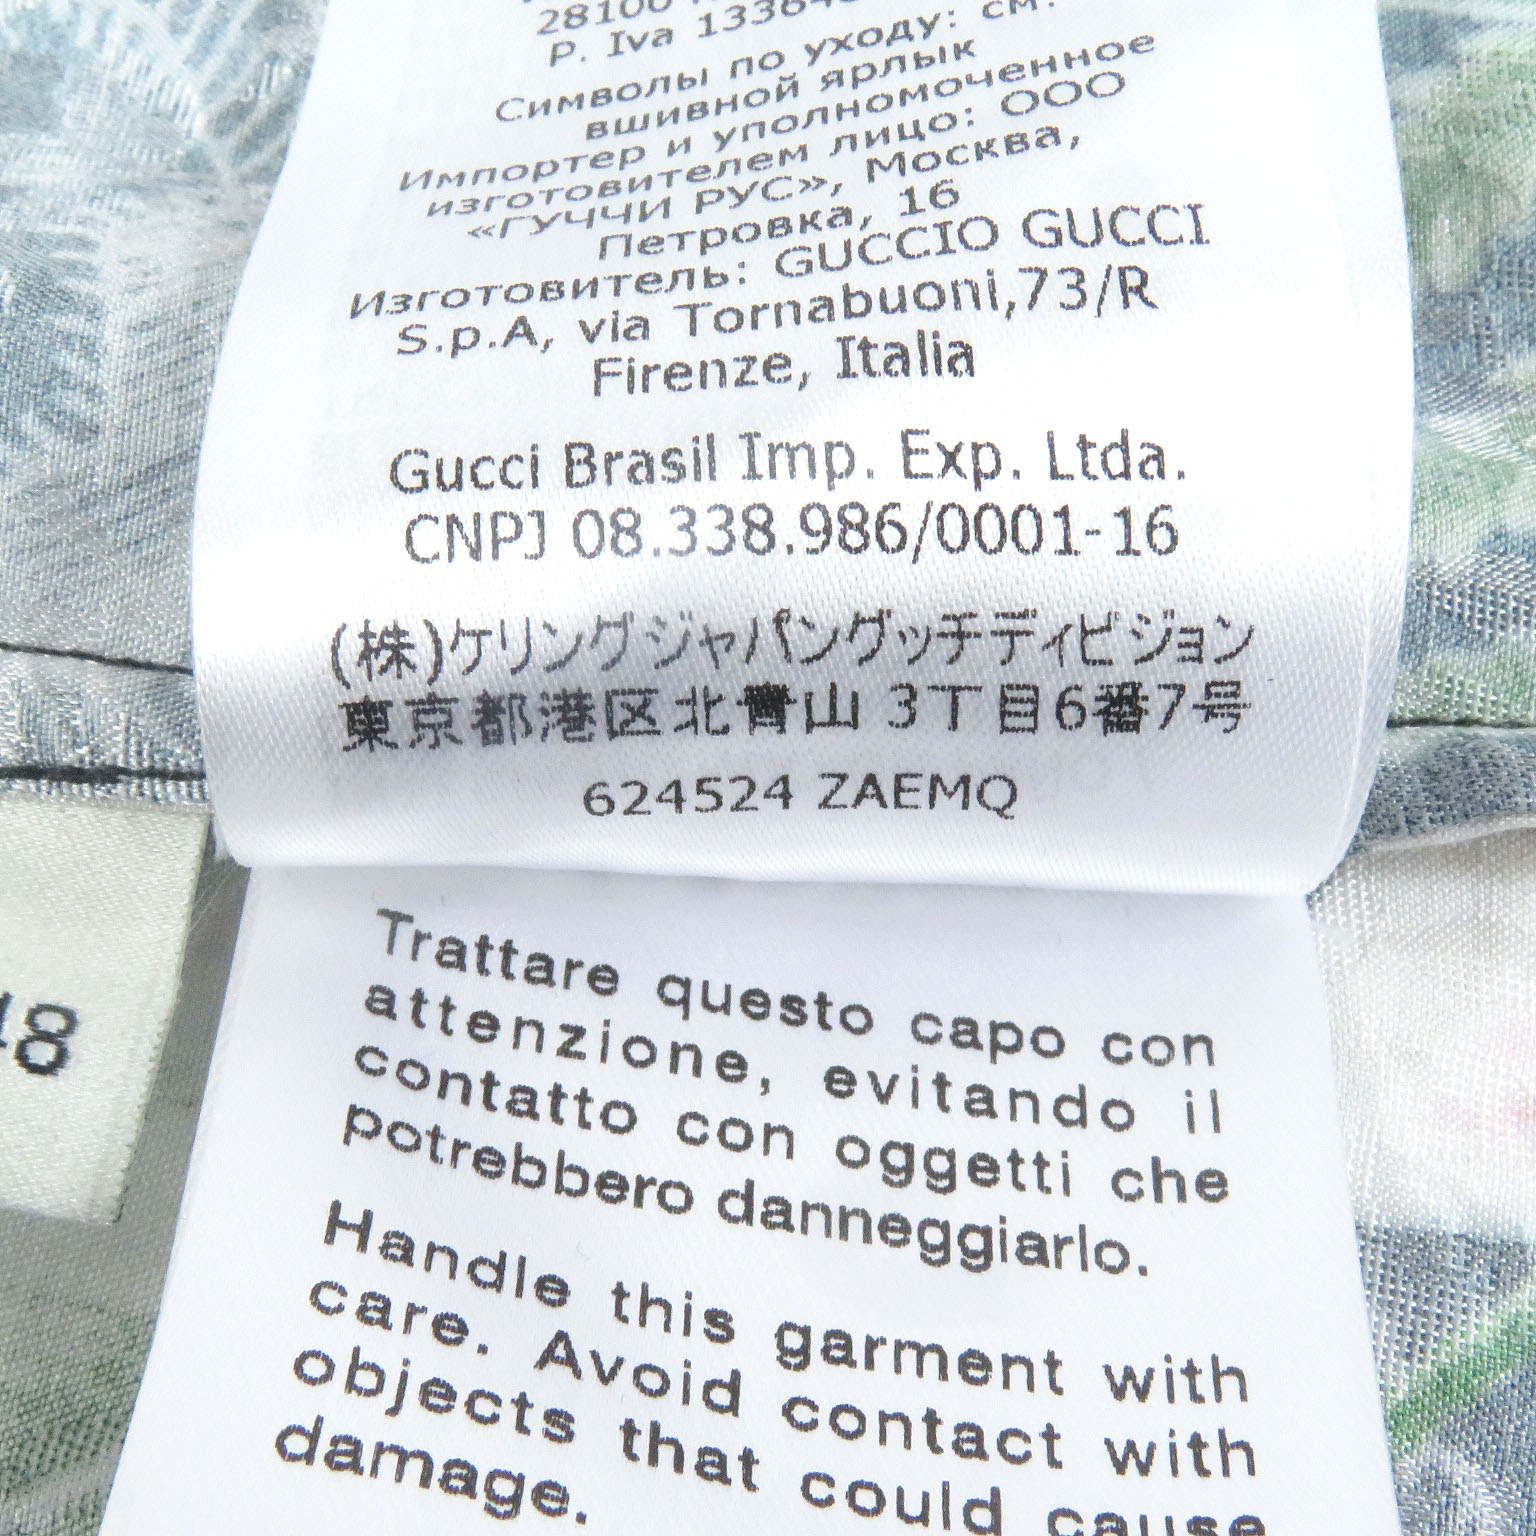 28100
P. Iva
Символы по уходу: см.
вшивной ярлык
Импортер и уполномоченное
изготовителем лицо: ООО
«ГУЧЧИ РУС», Москва,
Петровка, 16
Изготовитель: GUCCIO GUCCI
S.p.A, via Tornabuoni,73/R
Firenze, Italia
Gucci Brasil Imp. Exp. Ltda.
CNPJ 08.338.986/0001-16
(株)ケリングジャパングッチディビジョン
東京都港区北青山 3丁目6番7号
624524 ZAEMQ
48
Trattare questo capo con
attenzione, evitando il
contatto con oggetti che
potrebbero danneggiarlo.
Handle this garment with
care. Avoid contact with
objects that could cause
damage.